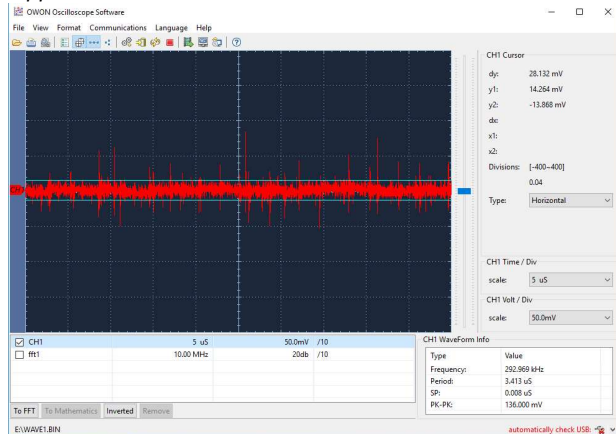 OWON Oscilloscope Software
File View Format Communications Language Help
CH1 Cursor
dy: 28.132 mV
y1: 14.264 mV
y2: -13.868 mV
dx:
x1:
x2:
Divisions: [-400~400]
0.04
Type: Horizontal
CH1
CH1 Time / Div
scale: 5 uS
CH1 Volt / Div
scale: 50.0mV
CH1 5 uS 50.0mV /10
fft1 10.00 MHz 20db /10
CH1 WaveForm Info
Type Value
Frequency: 292.969 kHz
Period: 3.413 uS
SP: 0.008 uS
PK-PK: 136.000 mV
To FFT To Mathematics Inverted Remove
E:\WAVE1.BIN
automatically check USB: